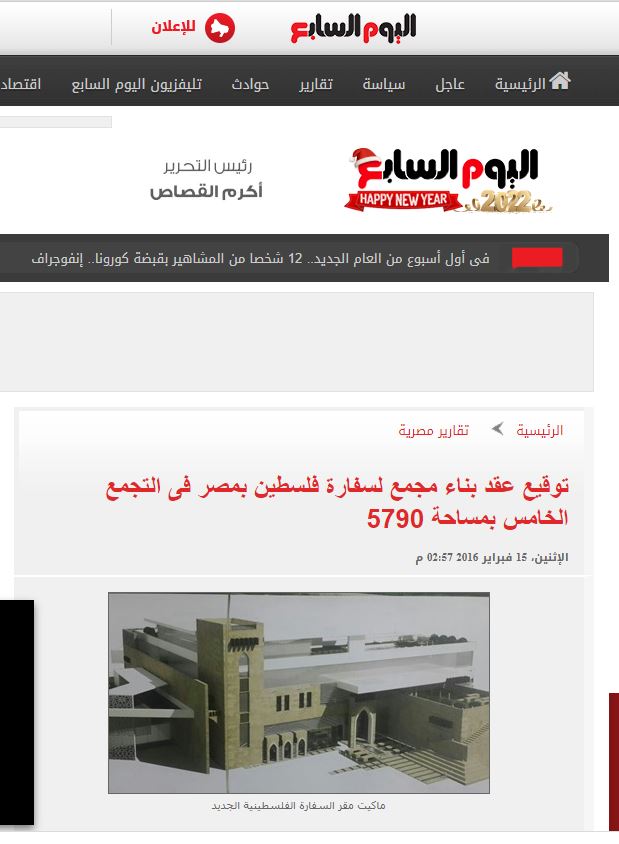 اليوم السابع
للإعلان
الرئيسية عاجل سياسة تقارير حوادث تليفزيون اليوم السابع اقتصاد
اليوم السابع
HAPPY NEW YEAR 2022
رئيس التحرير
أكرم القصاص
فى أول أسبوع من العام الجديد.. 12 شخصا من المشاهير بقبضة كورونا.. إنفوجراف
الرئيسية تقارير مصرية
توقيع عقد بناء مجمع لسفارة فلسطين بمصر فى التجمع
الخامس بمساحة 5790
الإثنين، 15 فبراير 2016 02:57 م
ماكيت مقر السفارة الفلسطينية الجديد